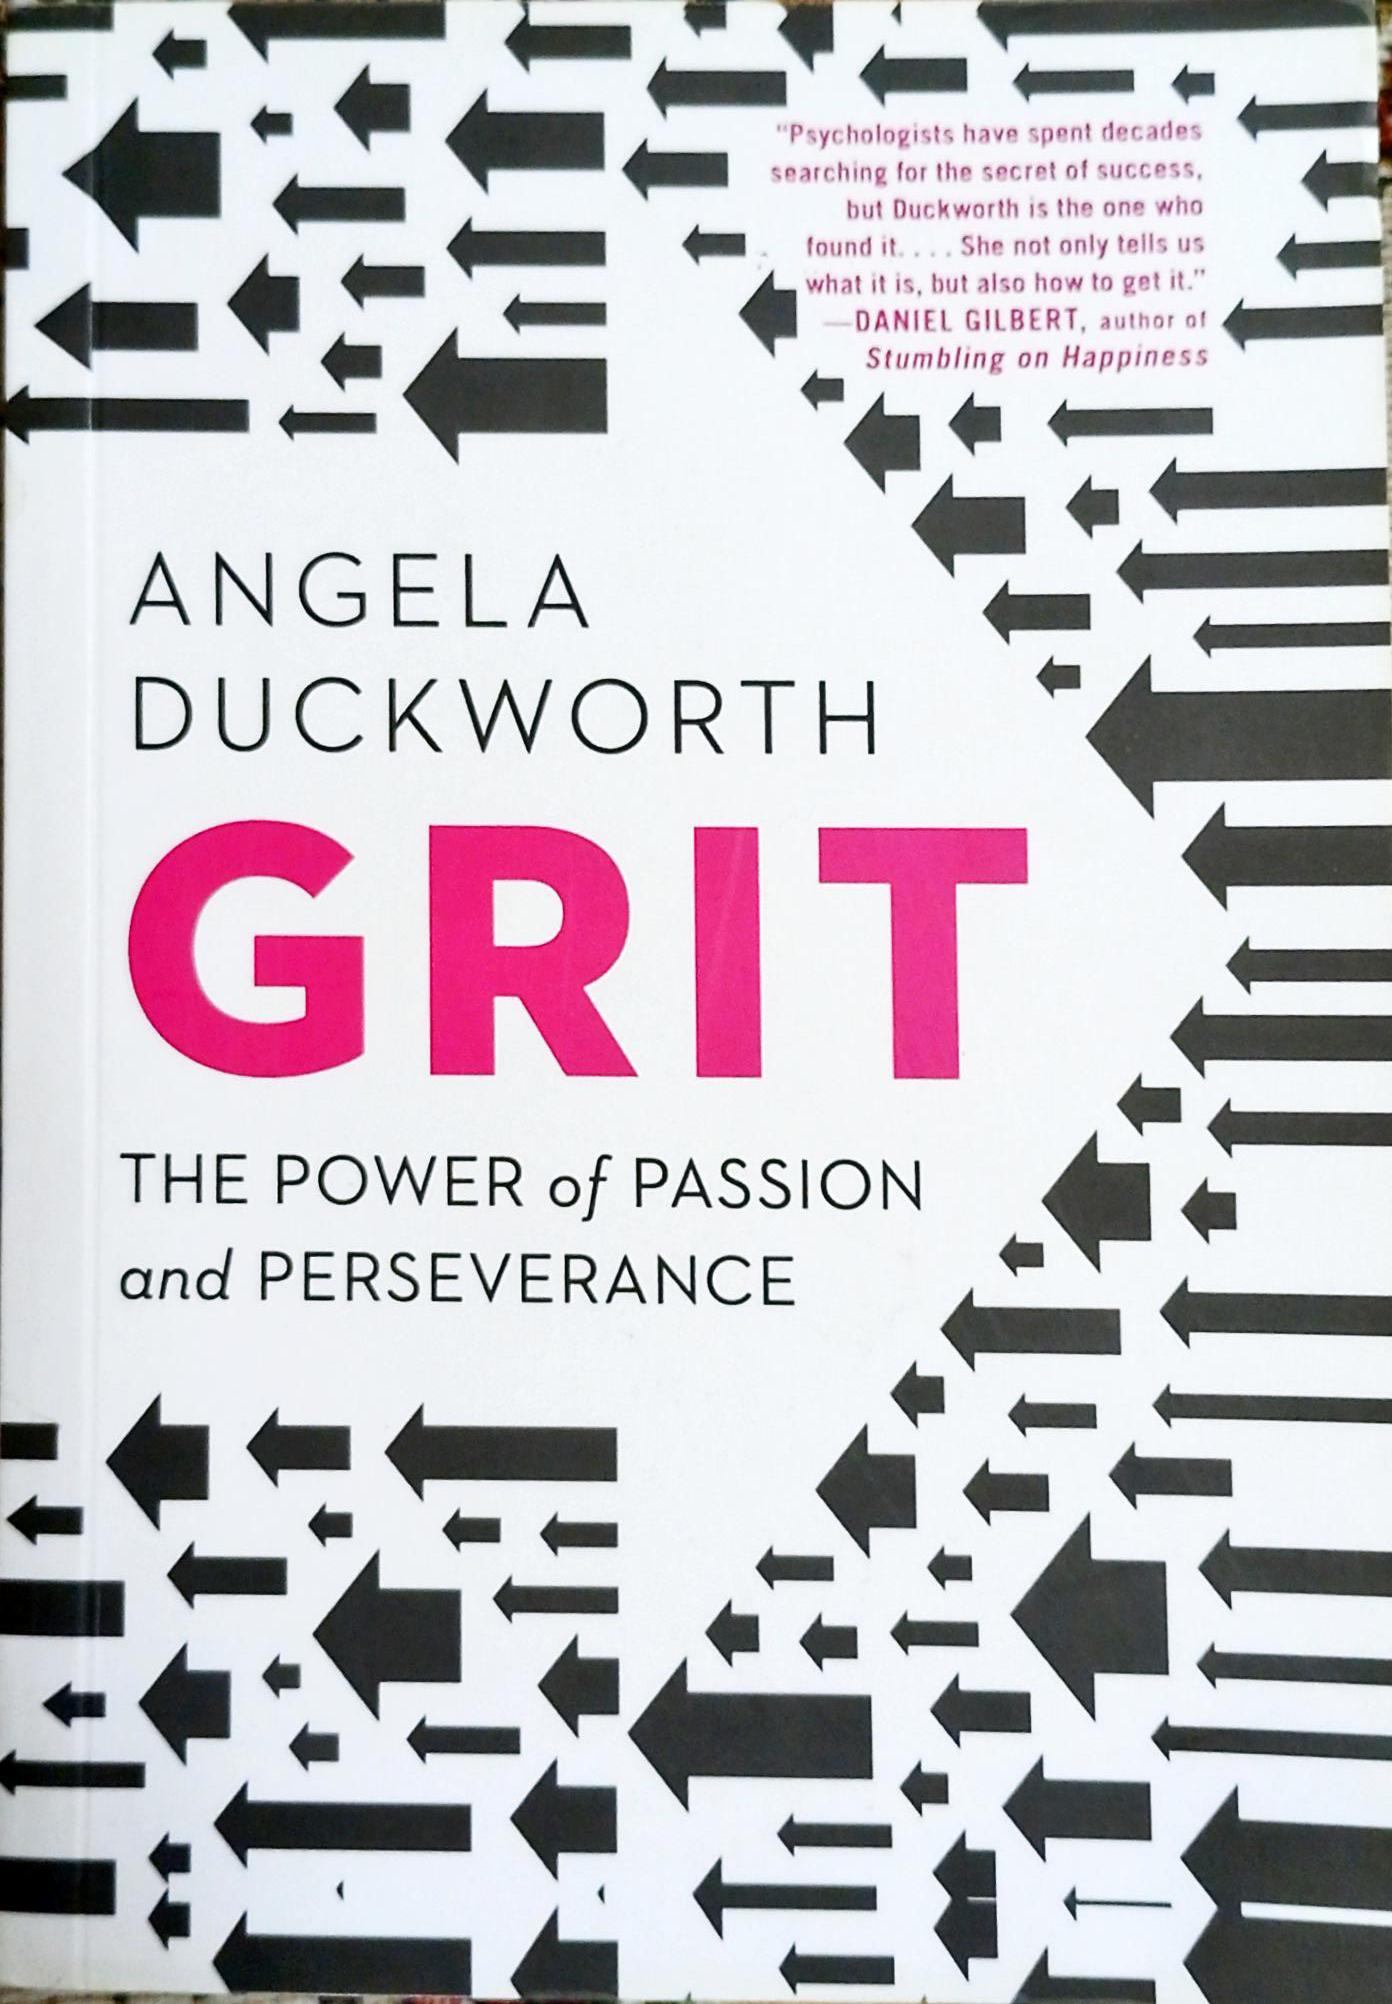 "Psychologists have spent decades
searching for the secret of success,
but Duckworth is the one who
found it. . . . She not only tells us
what it is, but also how to get it."
—DANIEL GILBERT, author of
Stumbling on Happiness
ANGELA
DUCKWORTH
GRIT
THE POWER of PASSION
and PERSEVERANCE